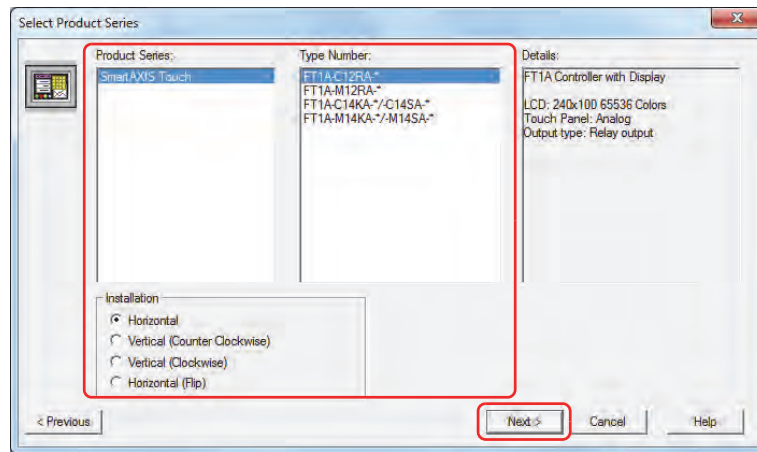 Select Product Series
Product Series:
SmartAXIS Touch
Type Number:
FT1A-C12RA-*
FT1A-M12RA-*
FT1A-C14KA-*/-C14SA-*
FT1A-M14KA-*/-M14SA-*
Details:
FT1A Controller with Display
LCD: 240x100 65536 Colors
Touch Panel: Analog
Output type: Relay output
Installation
Horizontal
Vertical (Counter Clockwise)
Vertical (Clockwise)
Horizontal (Flip)
< Previous
Next >
Cancel
Help